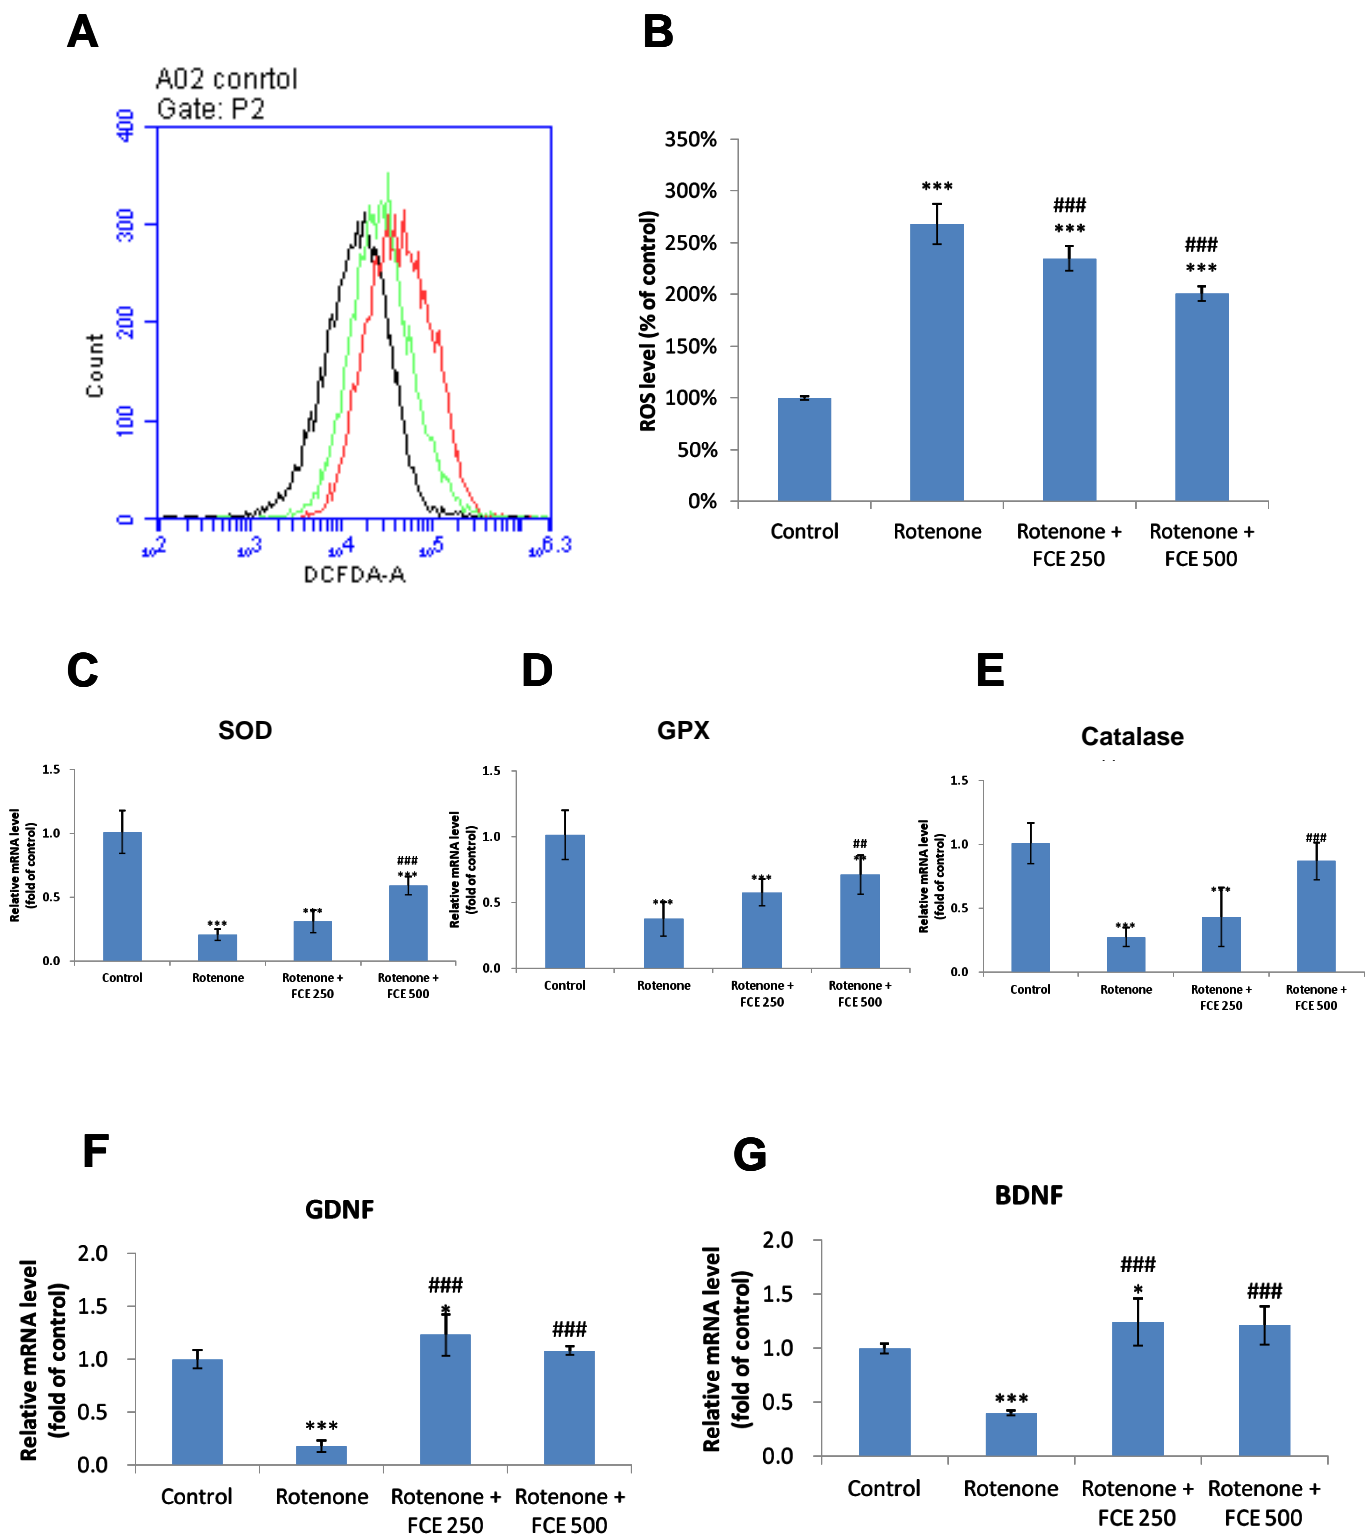 A
A02 conrtol
Gate: P2
400
300
200
100
0
Count
10^2 10^3 10^4 10^5 10^6.3
DCFDA-A
B
350%
300%
250%
200%
150%
100%
50%
0%
ROS level (% of control)
***
###
***
###
***
Control Rotenone Rotenone + FCE 250 Rotenone + FCE 500
C
SOD
1.5
1.0
0.5
0.0
Relative mRNA level
(fold of control)
***
***
###
***
Control Rotenone Rotenone + FCE 250 Rotenone + FCE 500
D
GPX
1.5
1.0
0.5
0.0
Relative mRNA level
(fold of control)
***
***
##
**
Control Rotenone Rotenone + FCE 250 Rotenone + FCE 500
E
Catalase
1.5
1.0
0.5
0.0
Relative mRNA level
(fold of control)
***
***
###
Control Rotenone Rotenone + FCE 250 Rotenone + FCE 500
F
GDNF
2.0
1.5
1.0
0.5
0.0
Relative mRNA level
(fold of control)
***
###
*
###
Control Rotenone Rotenone + FCE 250 Rotenone + FCE 500
G
BDNF
2.0
1.5
1.0
0.5
0.0
Relative mRNA level
(fold of control)
***
###
*
###
Control Rotenone Rotenone + FCE 250 Rotenone + FCE 500